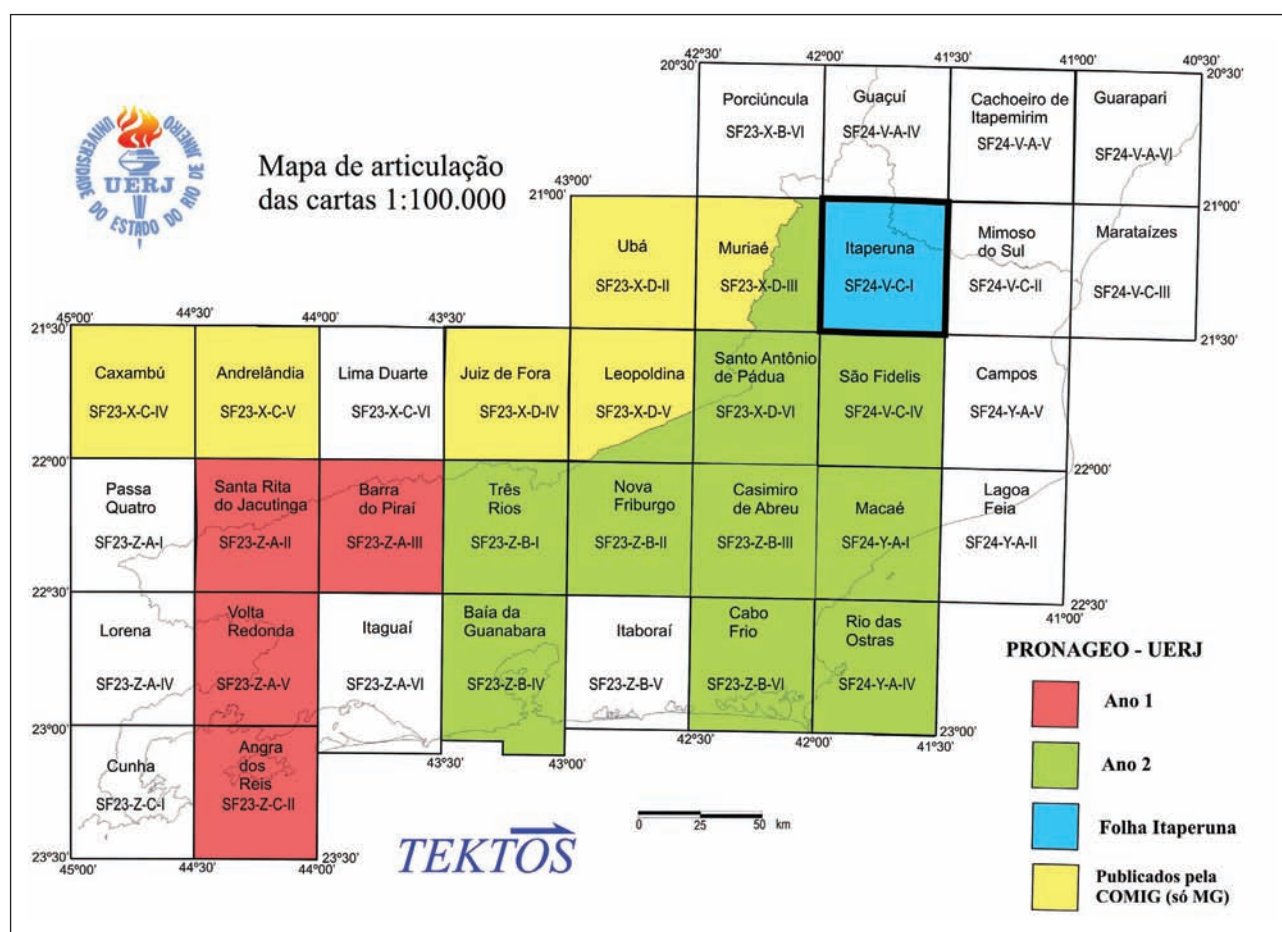 42°30'
42°00'
41°30'
41°00'
40°30'
20°30'
20°30'
UNIVERSIDADE DO ESTADO DO RIO DE JANEIRO
UERJ
Mapa de articulação
das cartas 1:100.000
Porciúncula
SF23-X-B-VI
Guaçuí
SF24-V-A-IV
Cachoeiro de
Itapemirim
SF24-V-A-V
Guarapari
SF24-V-A-VI
43°00'
21°00'
21°00'
Ubá
SF23-X-D-II
Muriaé
SF23-X-D-III
Itaperuna
SF24-V-C-I
Mimoso
do Sul
SF24-V-C-II
Marataízes
SF24-V-C-III
45°00'
44°30'
44°00'
43°30'
21°30'
21°30'
Caxambú
SF23-X-C-IV
Andrelândia
SF23-X-C-V
Lima Duarte
SF23-X-C-VI
Juiz de Fora
SF23-X-D-IV
Leopoldina
SF23-X-D-V
Santo Antônio
de Pádua
SF23-X-D-VI
São Fidelis
SF24-V-C-IV
Campos
SF24-Y-A-V
22°00'
22°00'
Passa
Quatro
SF23-Z-A-I
Santa Rita
do Jacutinga
SF23-Z-A-II
Barra
do Piraí
SF23-Z-A-III
Três
Rios
SF23-Z-B-I
Nova
Friburgo
SF23-Z-B-II
Casimiro
de Abreu
SF23-Z-B-III
Macaé
SF24-Y-A-I
Lagoa
Feia
SF24-Y-A-II
22°30'
22°30'
41°00'
Lorena
SF23-Z-A-IV
Volta
Redonda
SF23-Z-A-V
Itaguaí
SF23-Z-A-VI
Baía da
Guanabara
SF23-Z-B-IV
Itaboraí
SF23-Z-B-V
Cabo
Frio
SF23-Z-B-VI
Rio das
Ostras
SF24-Y-A-IV
23°00'
23°00'
43°30'
43°00'
42°30'
42°00'
41°30'
Cunha
SF23-Z-C-I
Angra
dos
Reis
SF23-Z-C-II
23°30'
23°30'
45°00'
44°30'
44°00'
TEKTOS
0 25 50 km
PRONAGEO - UERJ
Ano 1
Ano 2
Folha Itaperuna
Publicados pela
COMIG (só MG)